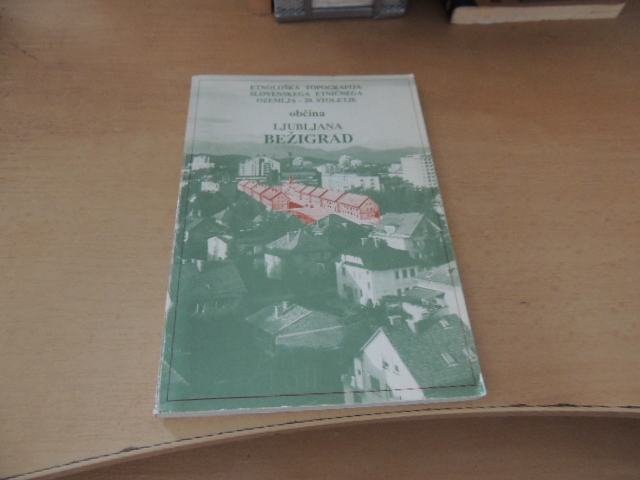 ETNOLOŠKA TOPOGRAFIJA
SLOVENSKEGA ETNIČNEGA
OZEMLJA - 20. STOLETJE
občina
LJUBLJANA
BEŽIGRAD